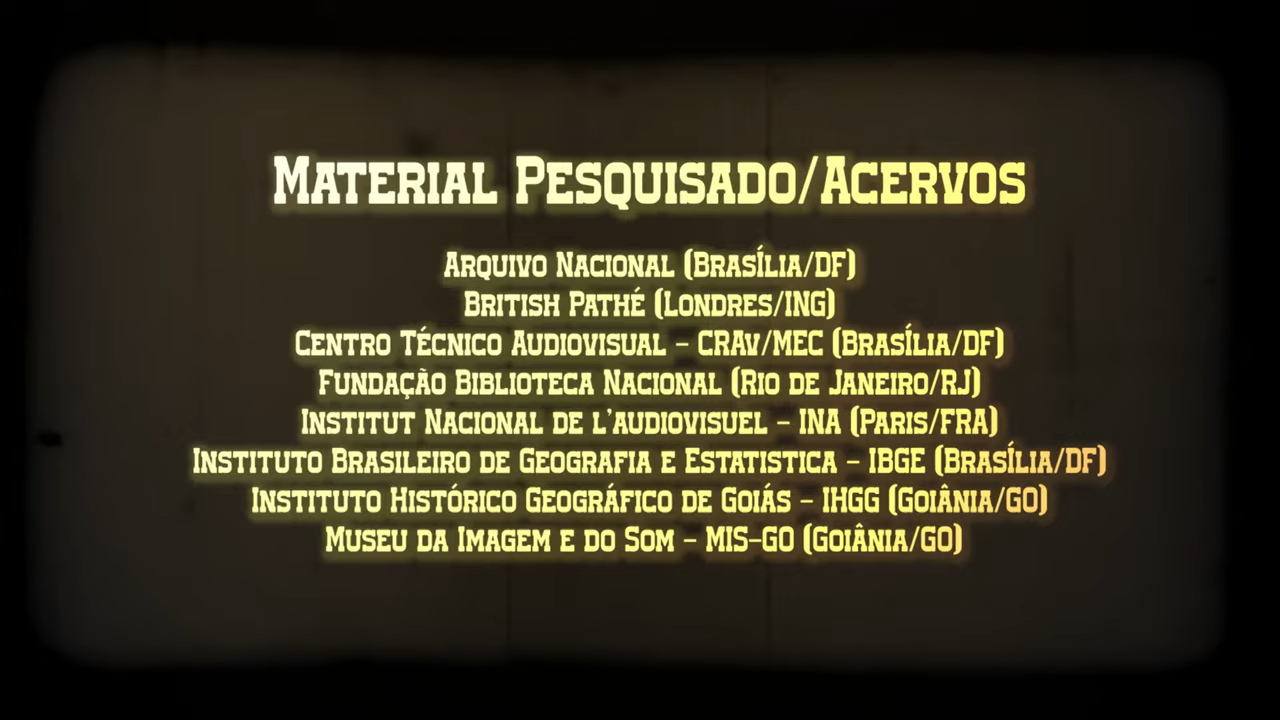 Material Pesquisado/Acervos
Arquivo Nacional (Brasília/DF)
British Pathé (Londres/ING)
Centro Técnico Audiovisual – CRAv/MEC (Brasília/DF)
Fundação Biblioteca Nacional (Rio de Janeiro/RJ)
Institut Nacional de l'audiovisuel – INA (Paris/FRA)
Instituto Brasileiro de Geografia e Estatistica – IBGE (Brasília/DF)
Instituto Histórico Geográfico de Goiás – IHGG (Goiânia/GO)
Museu da Imagem e do Som – MIS-GO (Goiânia/GO)